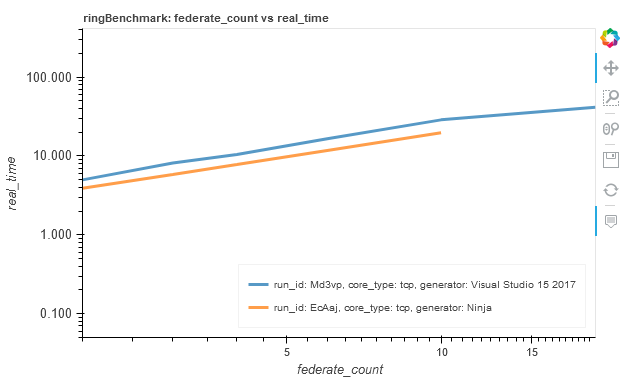 ringBenchmark: federate_count vs real_time
100.000
10.000
1.000
0.100
real_time
run_id: Md3vp, core_type: tcp, generator: Visual Studio 15 2017
run_id: EcAaj, core_type: tcp, generator: Ninja
5
10
15
federate_count